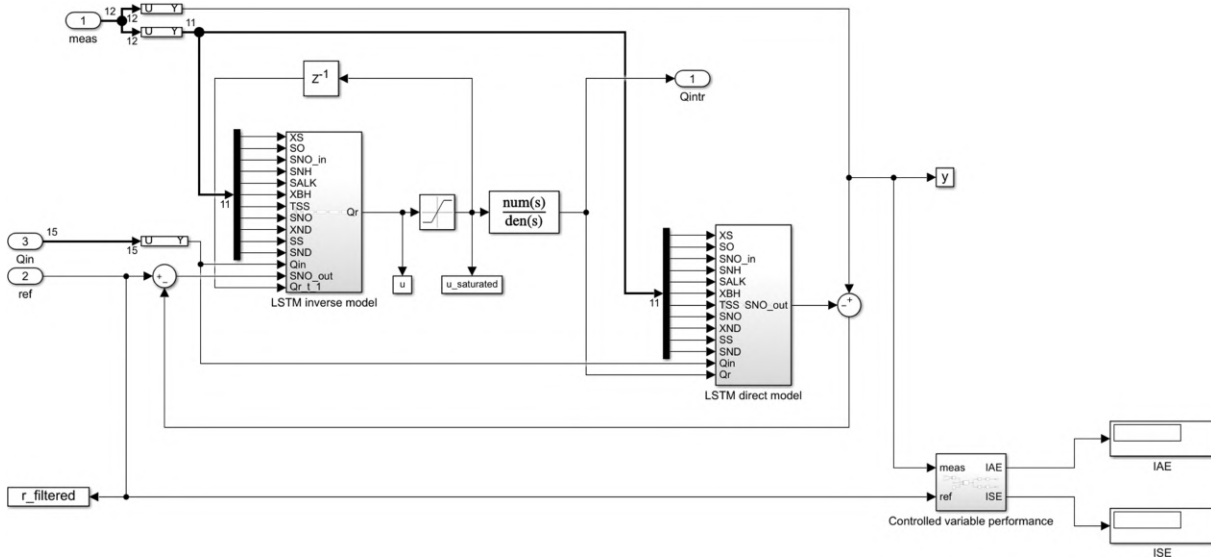 12
U Y
1
12
11
meas
12
U Y
Z-1
1
Qintr
XS
SO
SNO_in
SNH
SALK
XBH
TSS
SNO
XND
SS
SND
Qin
SNO_out
Qr_t_1
Qr
11
LSTM inverse model
num(s)
den(s)
y
15
3
15
U Y
Qin
2
ref
+
−
u
u_saturated
XS
SO
SNO_in
SNH
SALK
XBH
TSS
SNO
XND
SS
SND
Qin
Qr
SNO_out
11
LSTM direct model
−
+
meas
ref
IAE
ISE
Controlled variable performance
IAE
ISE
r_filtered